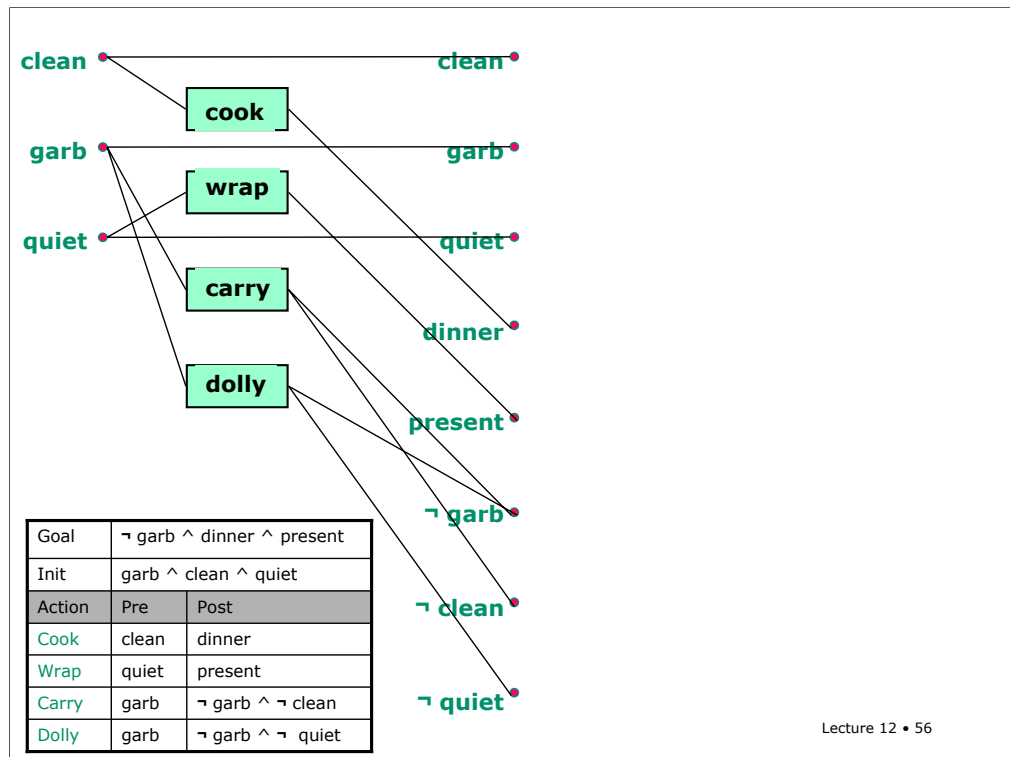 clean clean
cook
garb garb
wrap
quiet quiet
carry
dinner
dolly
present
¬ garb
Goal ¬ garb ^ dinner ^ present
Init garb ^ clean ^ quiet
Action Pre Post
¬ clean
Cook clean dinner
Wrap quiet present
Carry garb ¬ garb ^ ¬ clean
¬ quiet
Dolly garb ¬ garb ^ ¬ quiet
Lecture 12 • 56